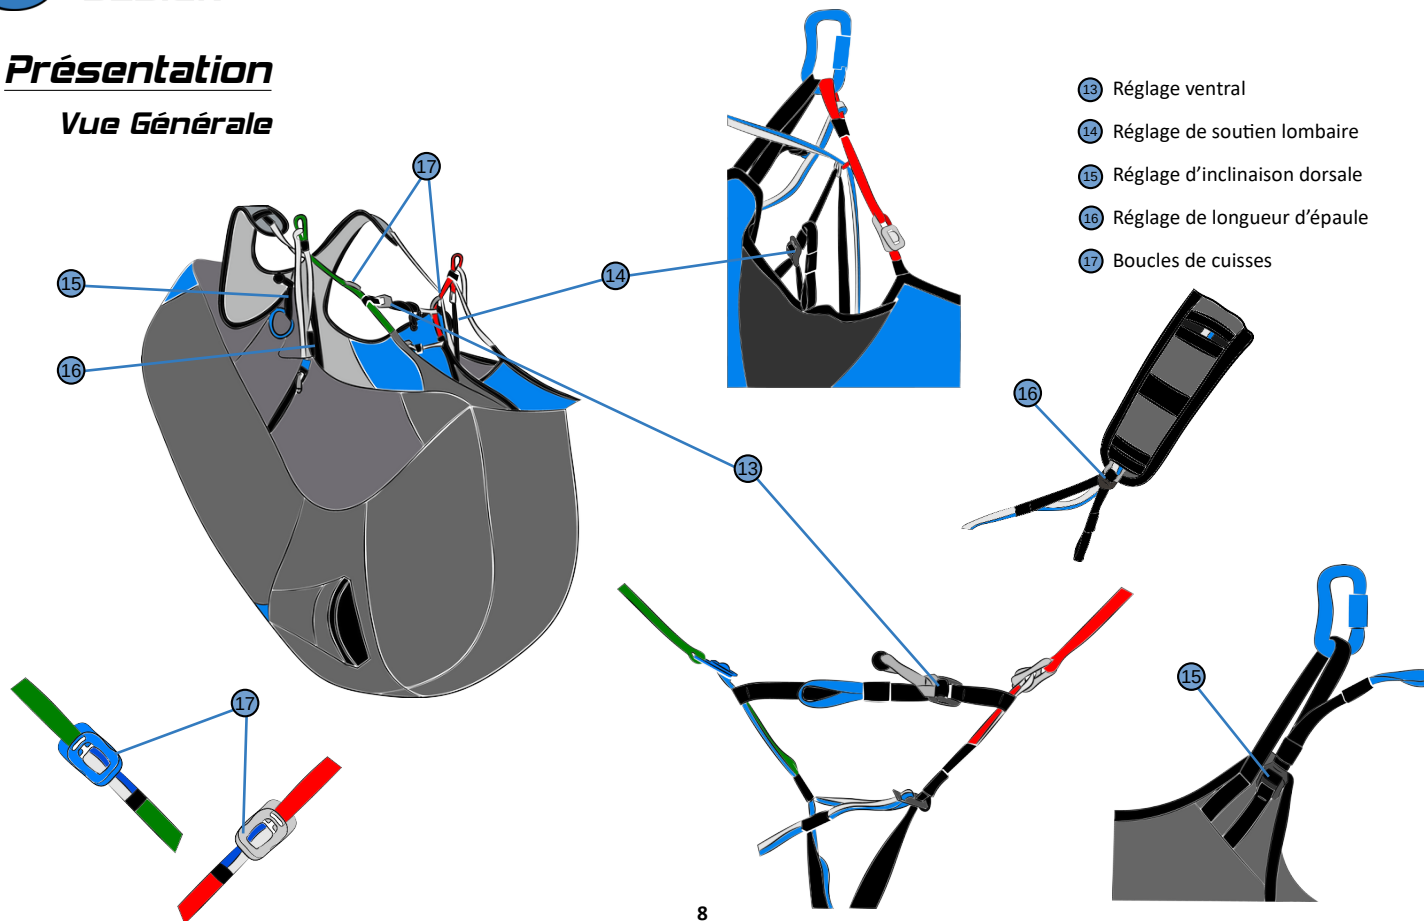 Présentation
Vue Générale
13 Réglage ventral
14 Réglage de soutien lombaire
15 Réglage d’inclinaison dorsale
16 Réglage de longueur d’épaule
17 Boucles de cuisses
17
15
14
16
16
13
15
17
8